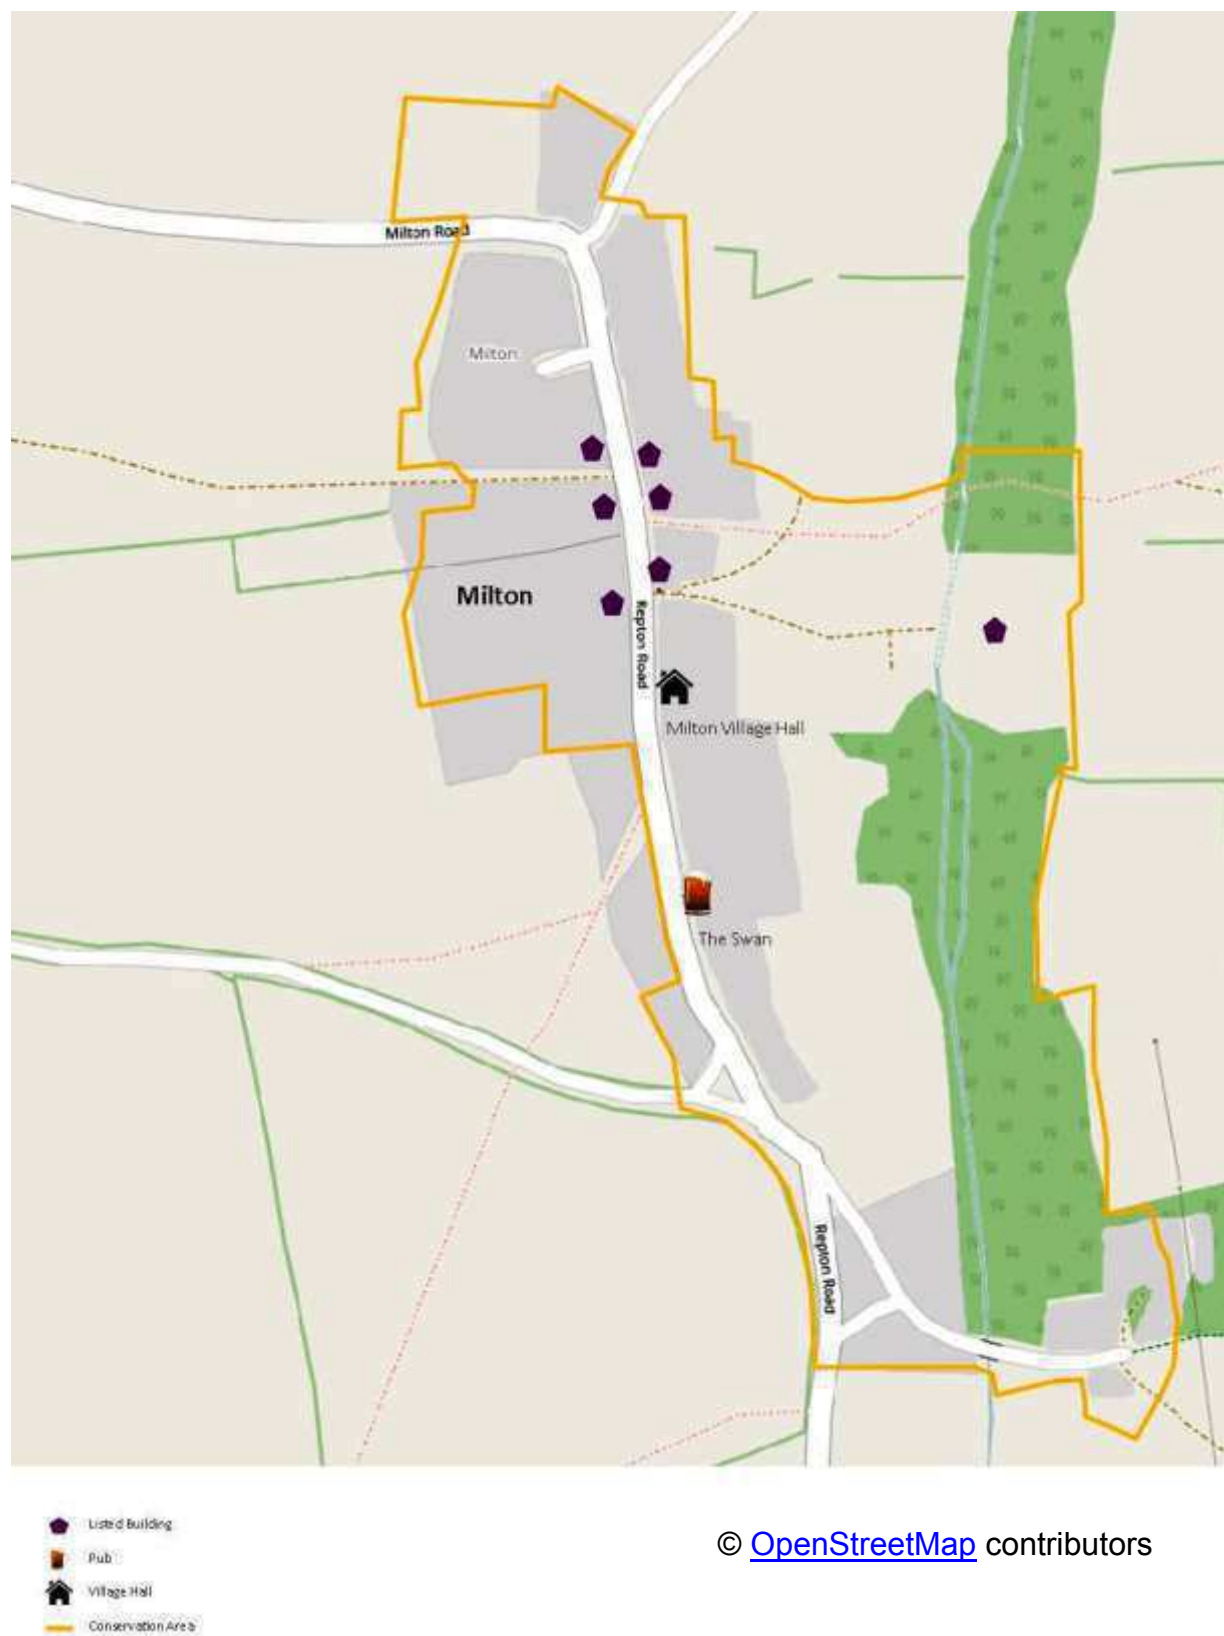 Milton Road
Milton
Milton
Repton Road
Milton Village Hall
The Swan
Repton Road
Listed Building
Pub
Village Hall
Conservation Area
© OpenStreetMap contributors